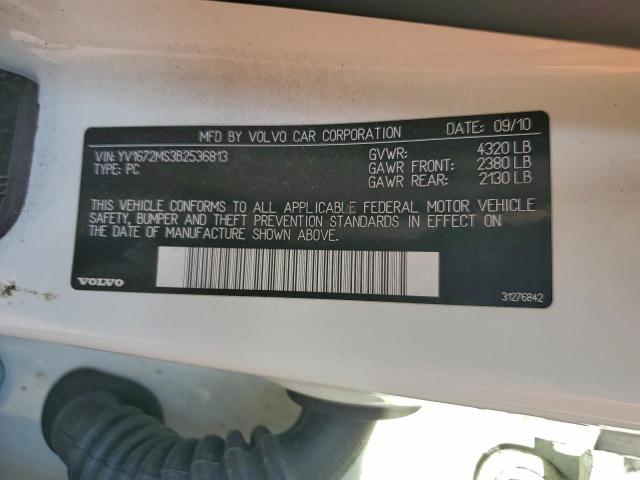 MFD BY VOLVO CAR CORPORATION DATE: 09/10
VIN: YV1672MS3B2536813 GVWR: 4320 LB
TYPE: PC GAWR FRONT: 2380 LB
GAWR REAR: 2130 LB
THIS VEHICLE CONFORMS TO ALL APPLICABLE FEDERAL MOTOR VEHICLE
SAFETY, BUMPER AND THEFT PREVENTION STANDARDS IN EFFECT ON
THE DATE OF MANUFACTURE SHOWN ABOVE.
VOLVO 31276842